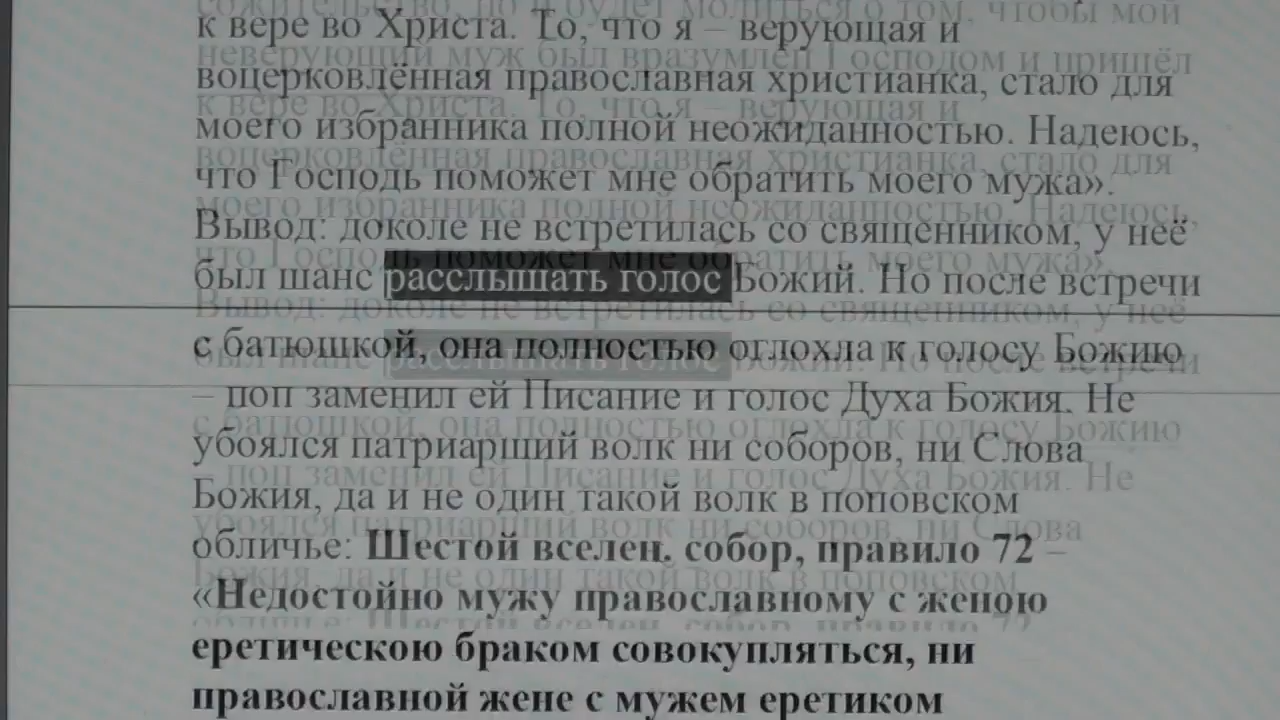 к вере во Христа. То, что я – верующая и
воцерковлённая православная христианка, стало для
моего избранника полной неожиданностью. Надеюсь,
что Господь поможет мне обратить моего мужа».
Вывод: доколе не встретилась со священником, у неё
был шанс расслышать голос Божий. Но после встречи
с батюшкой, она полностью оглохла к голосу Божию
– поп заменил ей Писание и голос Духа Божия. Не
убоялся патриарший волк ни соборов, ни Слова
Божия, да и не один такой волк в поповском
обличье: Шестой вселен. собор, правило 72 –
«Недостойно мужу православному с женою
еретическою браком совокупляться, ни
православной жене с мужем еретиком